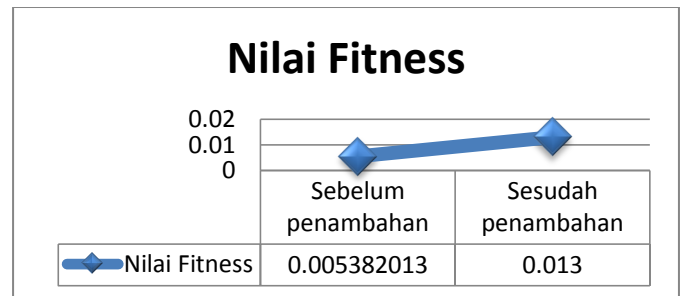 Nilai Fitness
0.02
0.01
0
Sebelum penambahan
Sesudah penambahan
Nilai Fitness 0.005382013 0.013